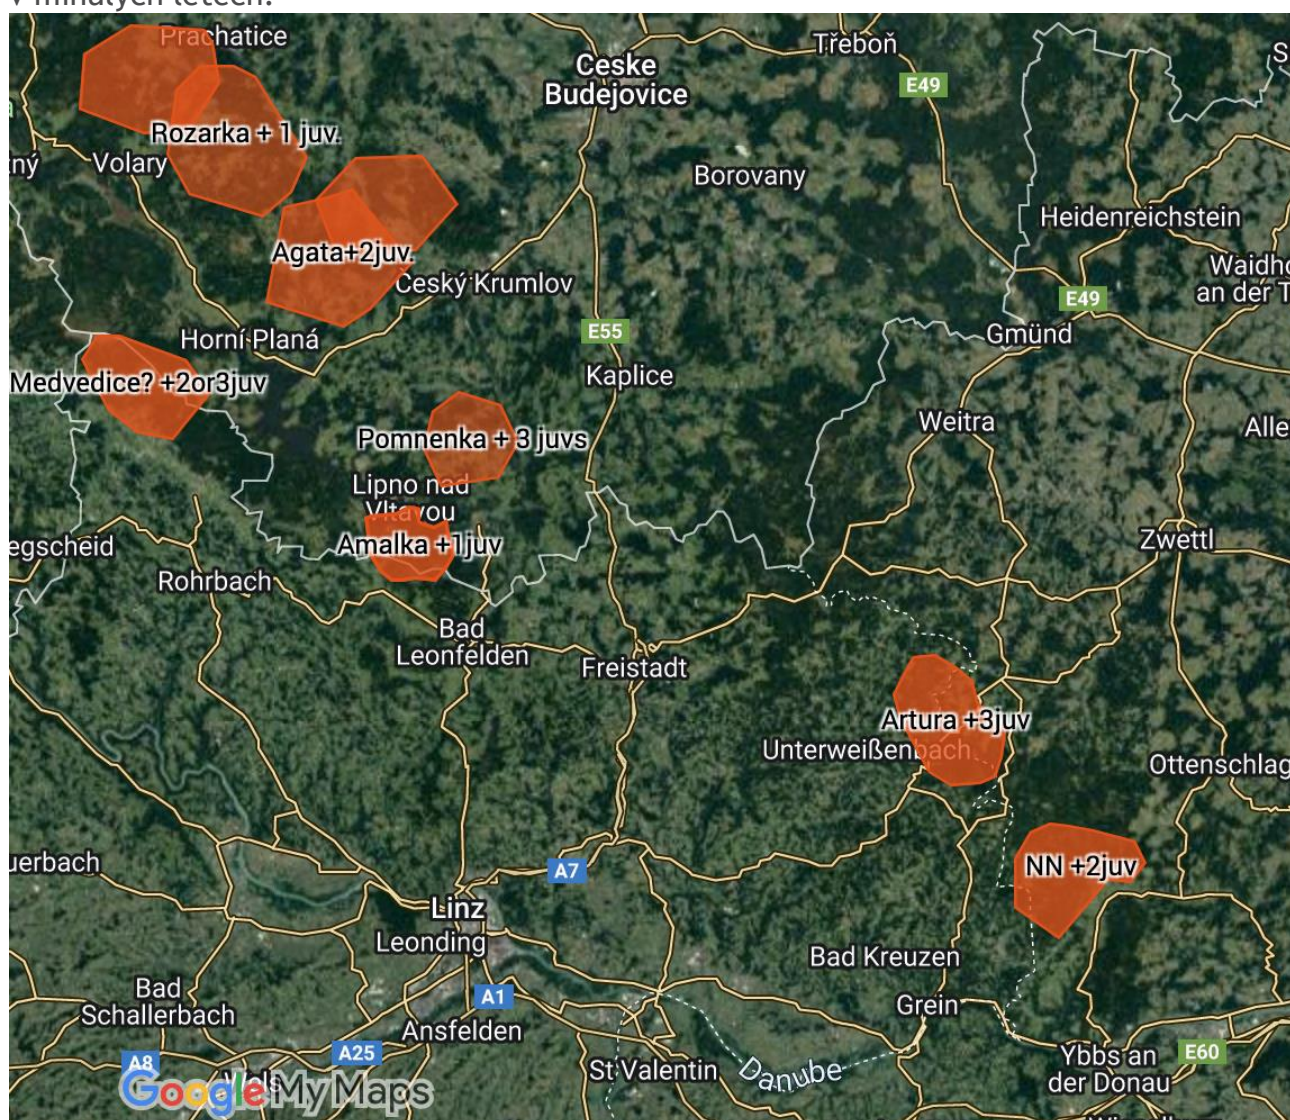 v minulých letech.
Prachatice
Třeboň
Ceske
Budejovice
E49
Rozarka + 1 juv.
Volary
Borovany
Heidenreichstein
Agata+2juv.
Český Krumlov
E49
Horní Planá
E55
Gmünd
Medvedice? +2or3juv
Kaplice
Weitra
Pomnenka + 3 juvs
Lipno nad
Vltavou
Amalka +1juv
Zwettl
Rohrbach
Bad
Leonfelden
Freistadt
Artura +3juv
Unterweißenbach
Ottenschlag
NN +2juv
A7
Linz
Leonding
Bad Kreuzen
Bad
Schallerbach
A1
Grein
Ansfelden
A25
A8
Wels
St Valentin
Danube
Ybbs an
der Donau
E60
Google My Maps